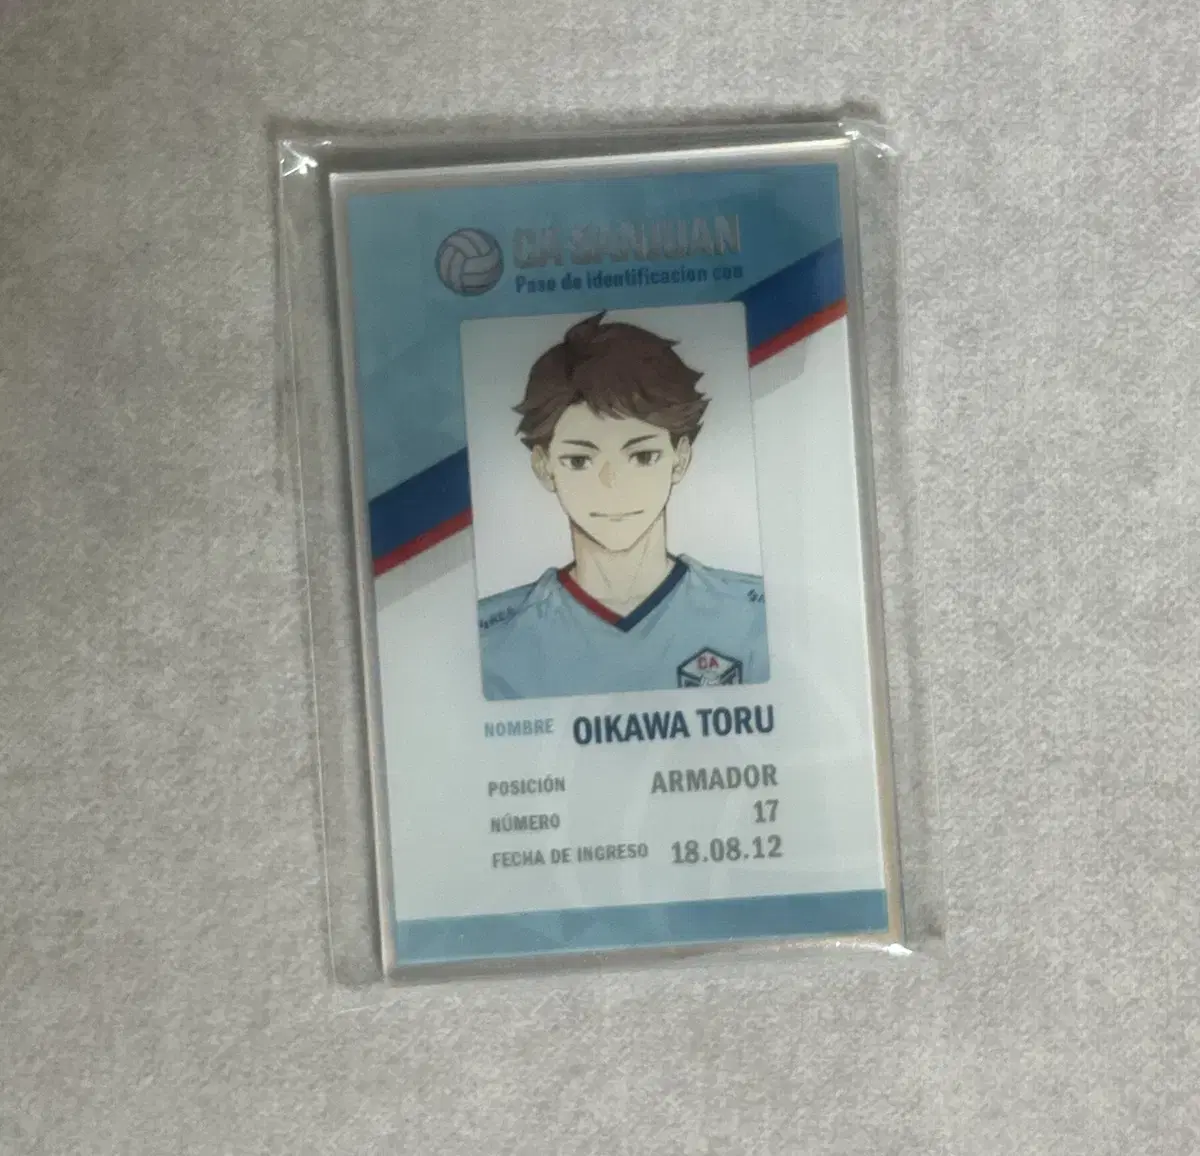 CA SANJUAN
Pase de identificacion con
CA
NOMBRE OIKAWA TORU
POSICIÓN ARMADOR
NÚMERO 17
FECHA DE INGRESO 18.08.12